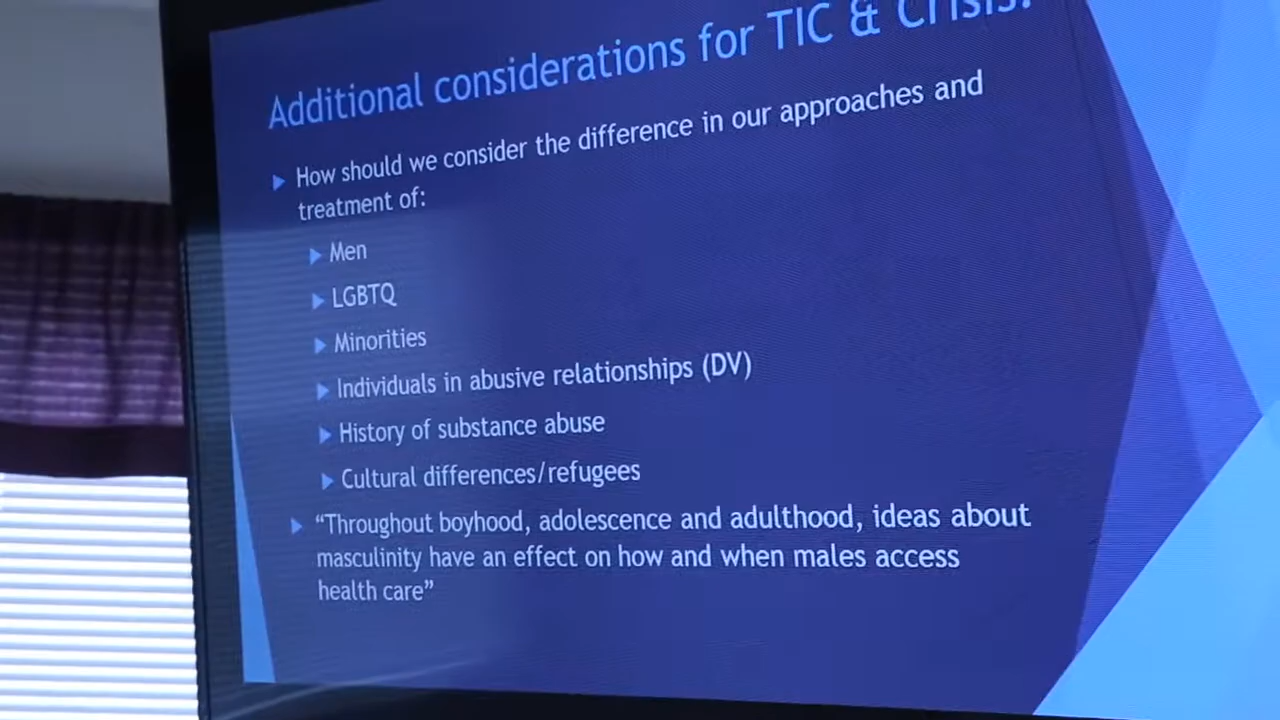 Additional considerations for TIC & Crisis:
How should we consider the difference in our approaches and
treatment of:
Men
LGBTQ
Minorities
Individuals in abusive relationships (DV)
History of substance abuse
Cultural differences/refugees
“Throughout boyhood, adolescence and adulthood, ideas about
masculinity have an effect on how and when males access
health care”